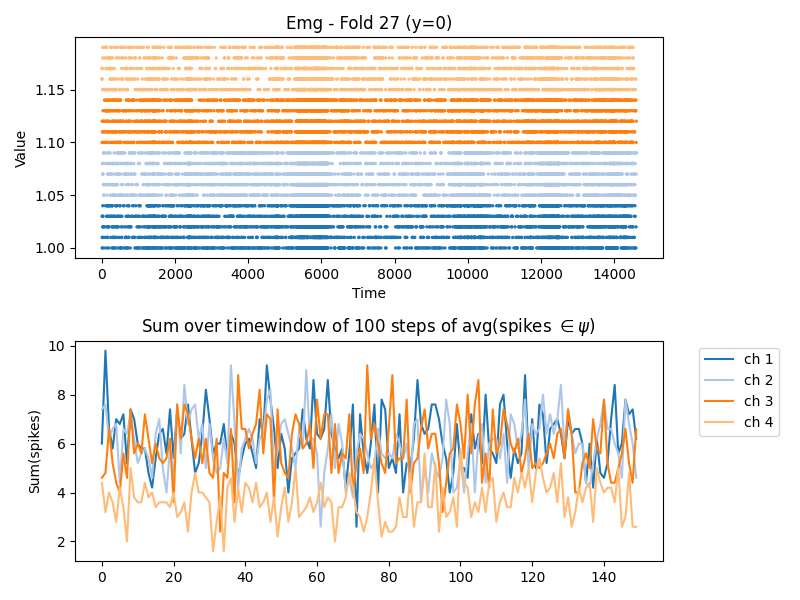 Emg - Fold 27 (y=0)
Value
1.15
1.10
1.05
1.00
0 2000 4000 6000 8000 10000 12000 14000
Time
Sum over timewindow of 100 steps of avg(spikes ∈ ψ)
Sum(spikes)
10
8
6
4
2
0 20 40 60 80 100 120 140
ch 1
ch 2
ch 3
ch 4